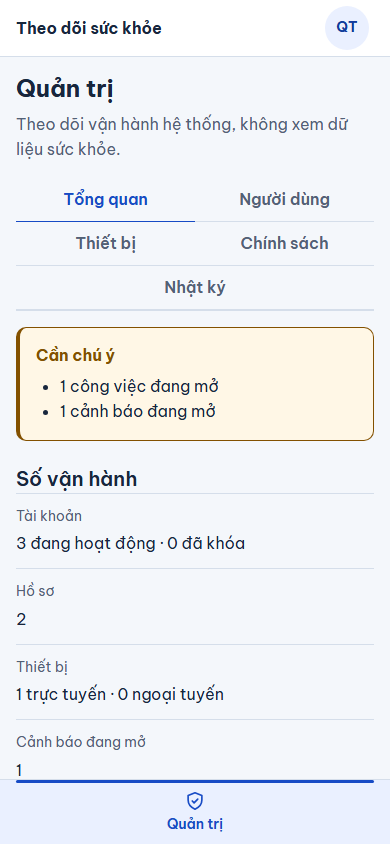 Theo dõi sức khỏe
QT
Quản trị
Theo dõi vận hành hệ thống, không xem dữ
liệu sức khỏe.
Tổng quan
Người dùng
Thiết bị
Chính sách
Nhật ký
Cần chú ý
• 1 công việc đang mở
• 1 cảnh báo đang mở
Số vận hành
Tài khoản
3 đang hoạt động · 0 đã khóa
Hồ sơ
2
Thiết bị
1 trực tuyến · 0 ngoại tuyến
Cảnh báo đang mở
1
Quản trị